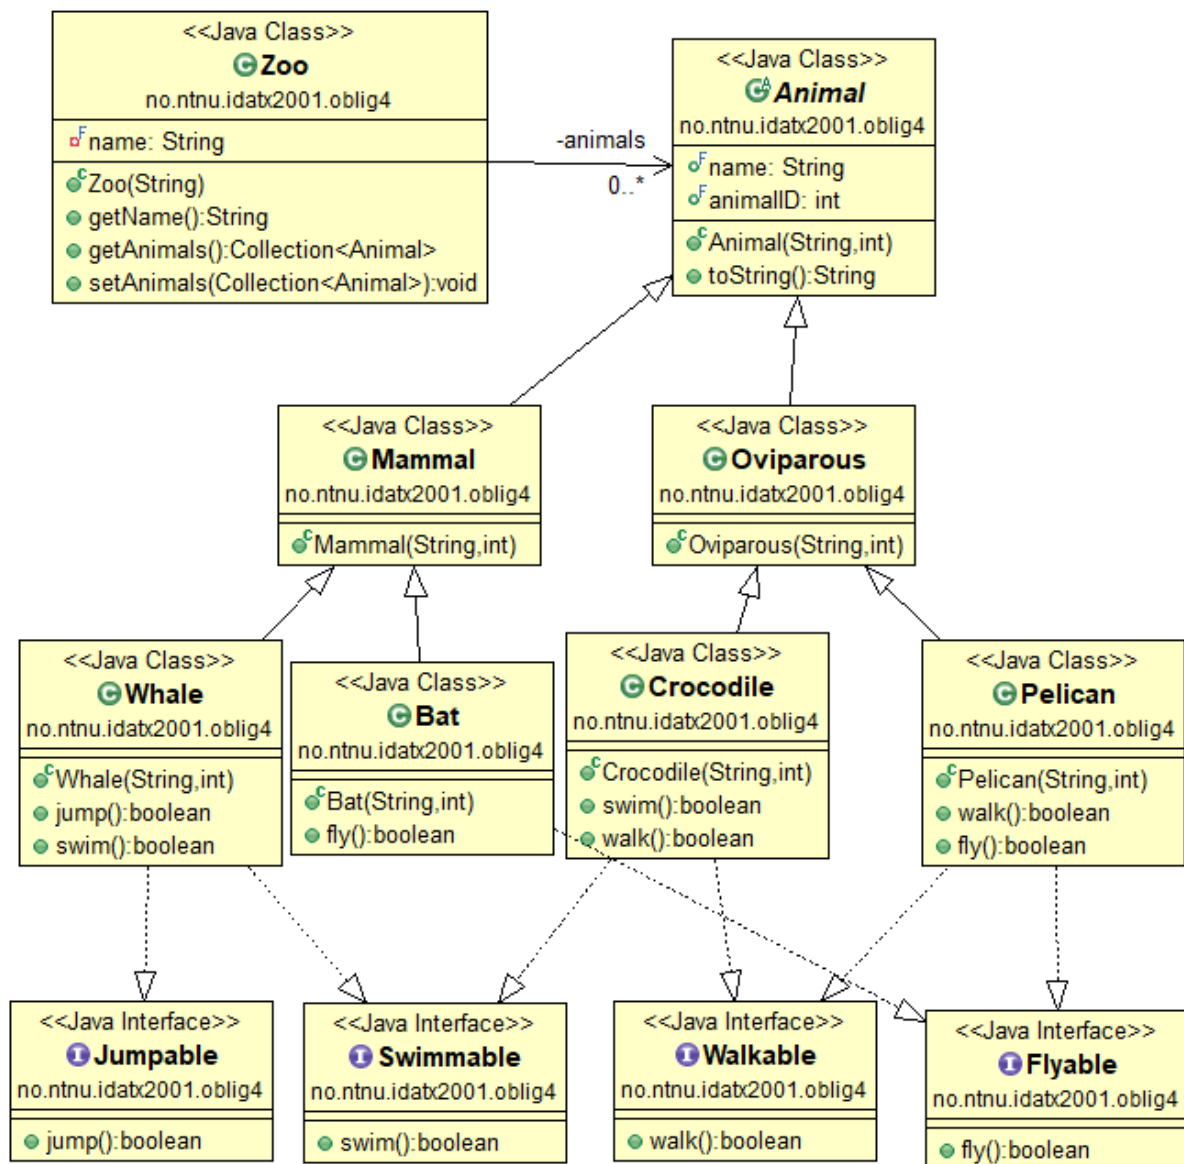 <<Java Class>>
Zoo
no.ntnu.idatx2001.oblig4
name: String
Zoo(String)
getName():String
getAnimals():Collection<Animal>
setAnimals(Collection<Animal>):void
-animals
0..*
<<Java Class>>
Animal
no.ntnu.idatx2001.oblig4
name: String
animalID: int
Animal(String,int)
toString():String
<<Java Class>>
Mammal
no.ntnu.idatx2001.oblig4
Mammal(String,int)
<<Java Class>>
Oviparous
no.ntnu.idatx2001.oblig4
Oviparous(String,int)
<<Java Class>>
Whale
no.ntnu.idatx2001.oblig4
Whale(String,int)
jump():boolean
swim():boolean
<<Java Class>>
Bat
no.ntnu.idatx2001.oblig4
Bat(String,int)
fly():boolean
<<Java Class>>
Crocodile
no.ntnu.idatx2001.oblig4
Crocodile(String,int)
swim():boolean
walk():boolean
<<Java Class>>
Pelican
no.ntnu.idatx2001.oblig4
Pelican(String,int)
walk():boolean
fly():boolean
<<Java Interface>>
Jumpable
no.ntnu.idatx2001.oblig4
jump():boolean
<<Java Interface>>
Swimmable
no.ntnu.idatx2001.oblig4
swim():boolean
<<Java Interface>>
Walkable
no.ntnu.idatx2001.oblig4
walk():boolean
<<Java Interface>>
Flyable
no.ntnu.idatx2001.oblig4
fly():boolean